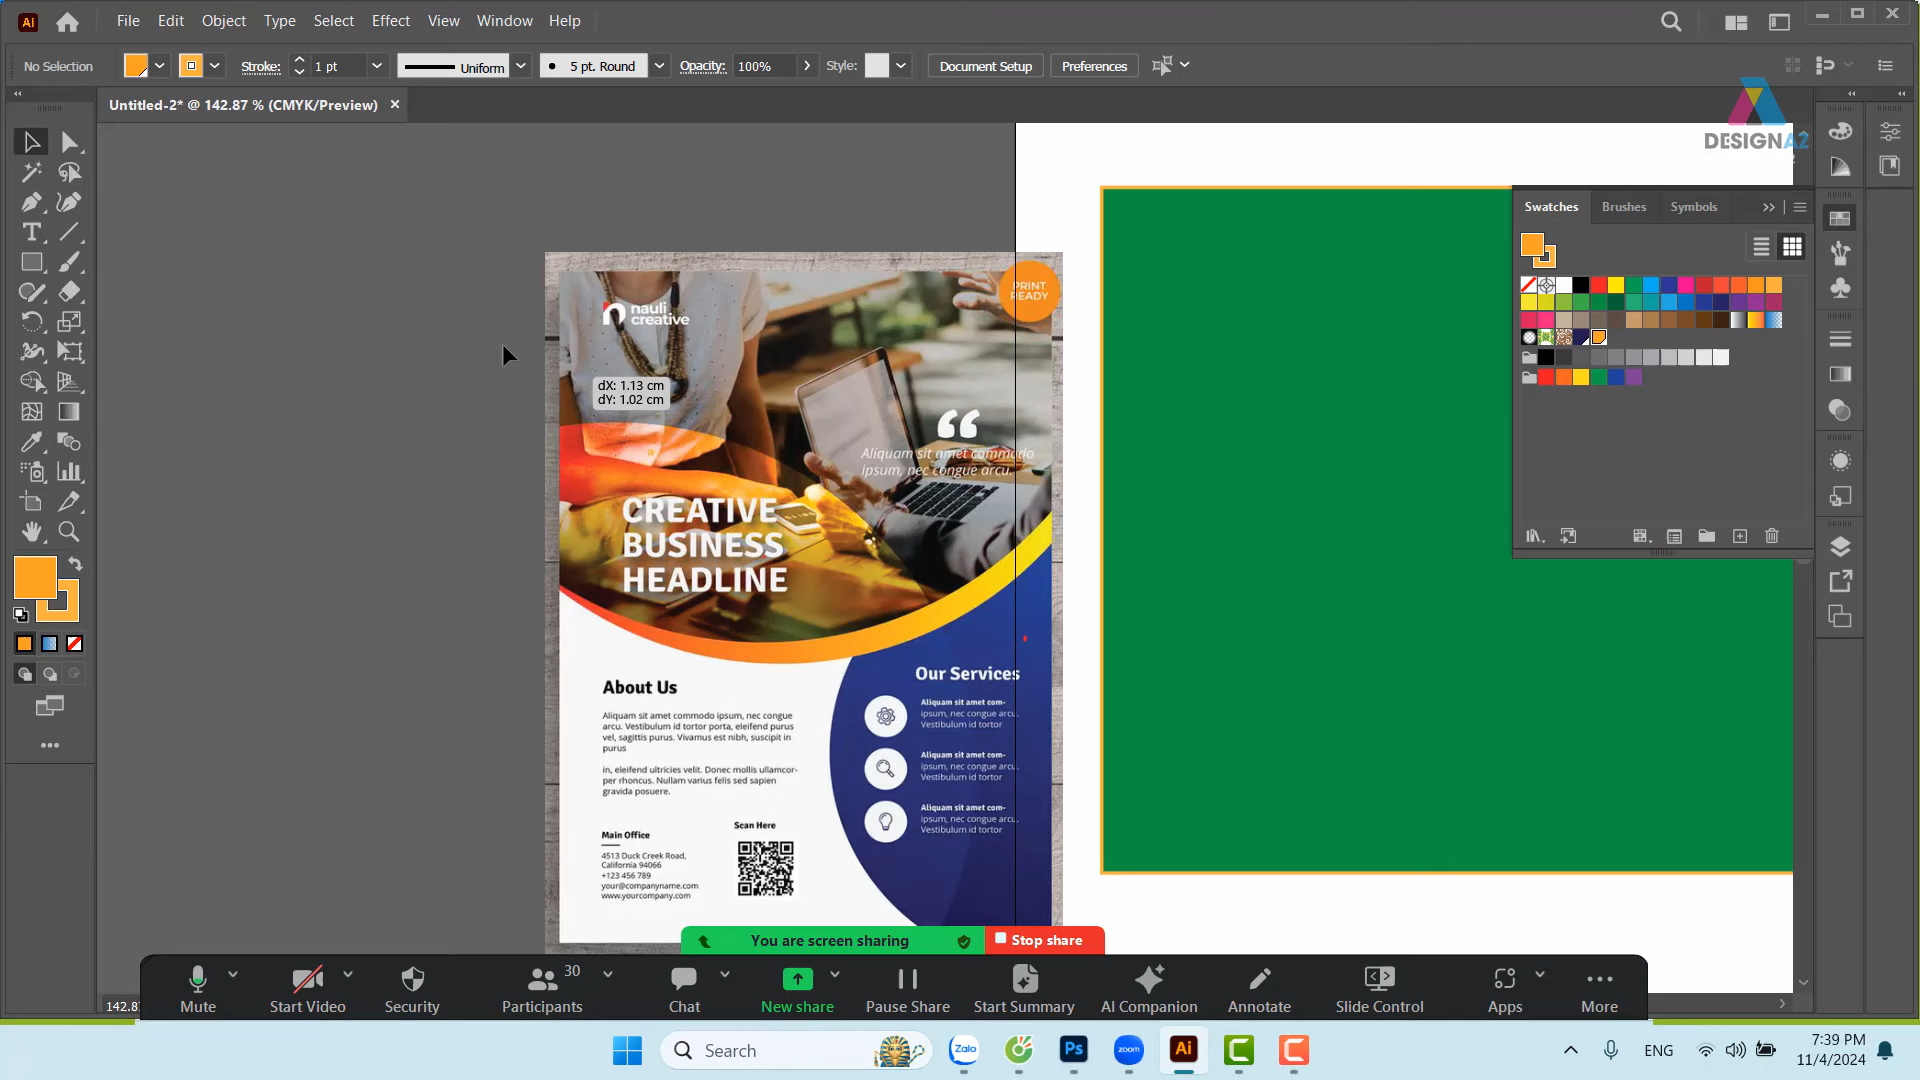 Ai
File Edit Object Type Select Effect View Window Help
No Selection
Stroke:
1 pt
Uniform
5 pt. Round
Opacity:
100%
Style:
Document Setup
Preferences
Untitled-2* @ 142.87 % (CMYK/Preview)
DESIGNA2
Swatches Brushes Symbols
PRINT
READY
nauli
creative
dX: 1.13 cm
dY: 1.02 cm
Aliquam sit amet commodo
ipsum, nec congue arcu.
CREATIVE
BUSINESS
HEADLINE
About Us
Aliquam sit amet commodo ipsum, nec congue
arcu. Vestibulum id tortor porta, eleifend purus
vel, sagittis purus. Vivamus est nibh, suscipit in
purus
in, eleifend ultricies velit. Donec mollis ullamcor-
per rhoncus. Nullam varius felis sed sapien
gravida posuere.
Our Services
Aliquam sit amet com-
ipsum, nec congue arcu.
Vestibulum id tortor
Aliquam sit amet com-
ipsum, nec congue arcu.
Vestibulum id tortor
Aliquam sit amet com-
ipsum, nec congue arcu.
Vestibulum id tortor
Main Office
4513 Duck Creek Road,
California 94066
+123 456 789
your@companyname.com
www.yourcompany.com
Scan Here
You are screen sharing
Stop share
142.87
Mute
Start Video
Security
Participants
30
Chat
New share
Pause Share
Start Summary
AI Companion
Annotate
Slide Control
Apps
More
Search
Zalo
Ps
zoom
Ai
ENG
7:39 PM
11/4/2024